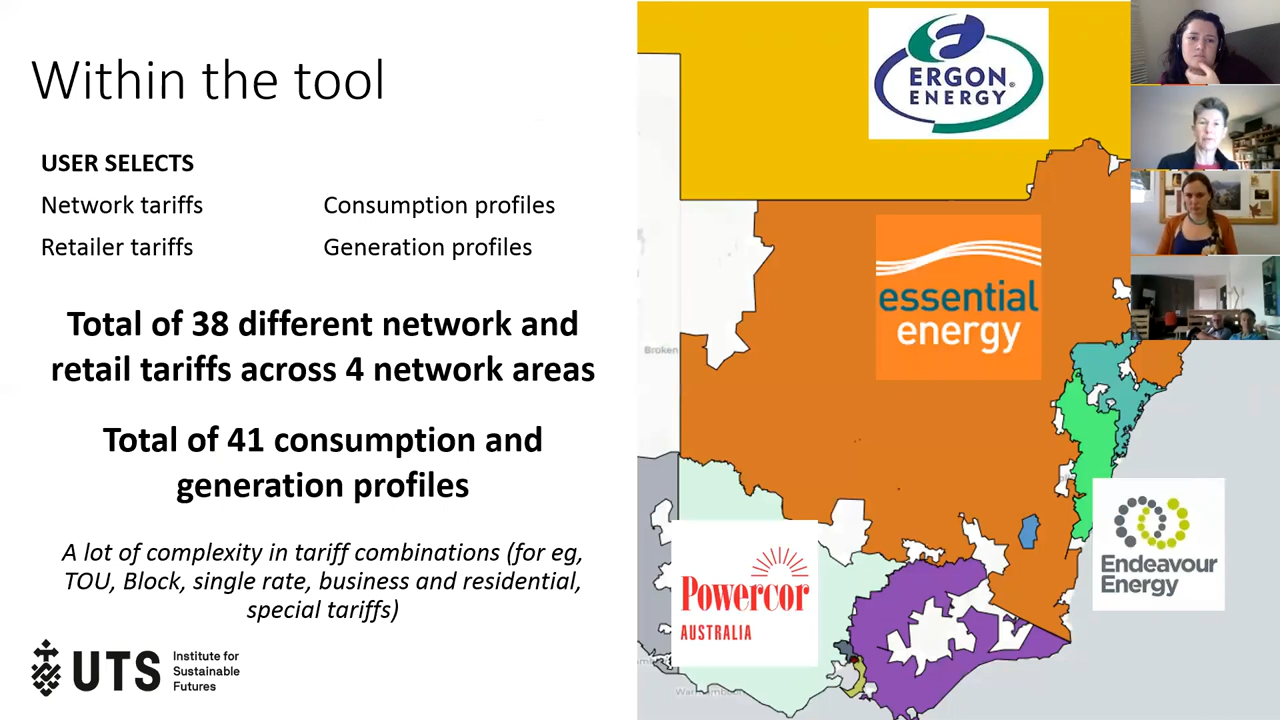 Within the tool
USER SELECTS
Network tariffs
Consumption profiles
Retailer tariffs
Generation profiles
Total of 38 different network and
retail tariffs across 4 network areas
Total of 41 consumption and
generation profiles
A lot of complexity in tariff combinations (for eg,
TOU, Block, single rate, business and residential,
special tariffs)
UTS
Institute for
Sustainable
Futures
ERGON®
ENERGY
essential
energy
Broken
Powercor
AUSTRALIA
Endeavour
Energy